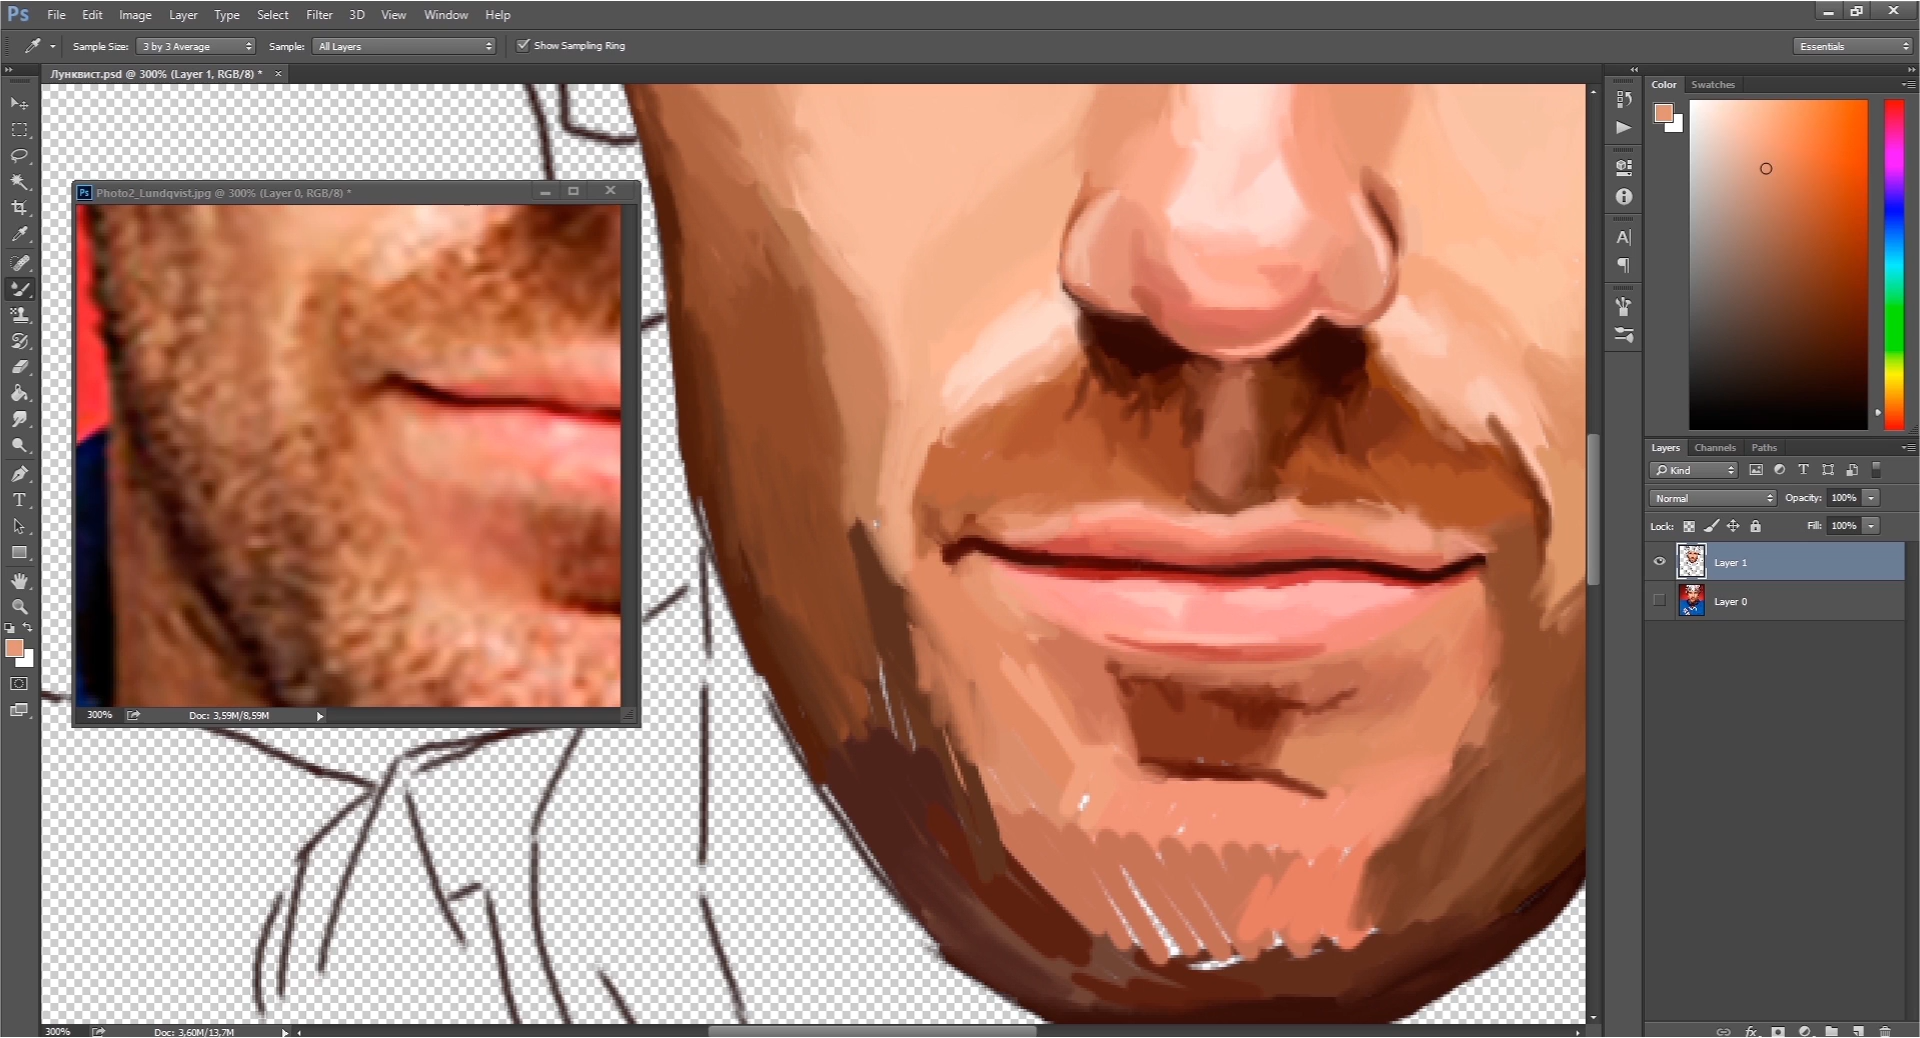 Ps File Edit Image Layer Type Select Filter 3D View Window Help
Sample Size: 3 by 3 Average Sample: All Layers Show Sampling Ring Essentials
Лунквист.psd @ 300% (Layer 1, RGB/8) *
Color Swatches
Ps Photo2_Lundqvist.jpg @ 300% (Layer 0, RGB/8) *
300% Doc: 3,59M/8,59M
Layers Channels Paths
Kind
Normal Opacity: 100%
Lock: Fill: 100%
Layer 1
Layer 0
300% Doc: 3,60M/13,7M